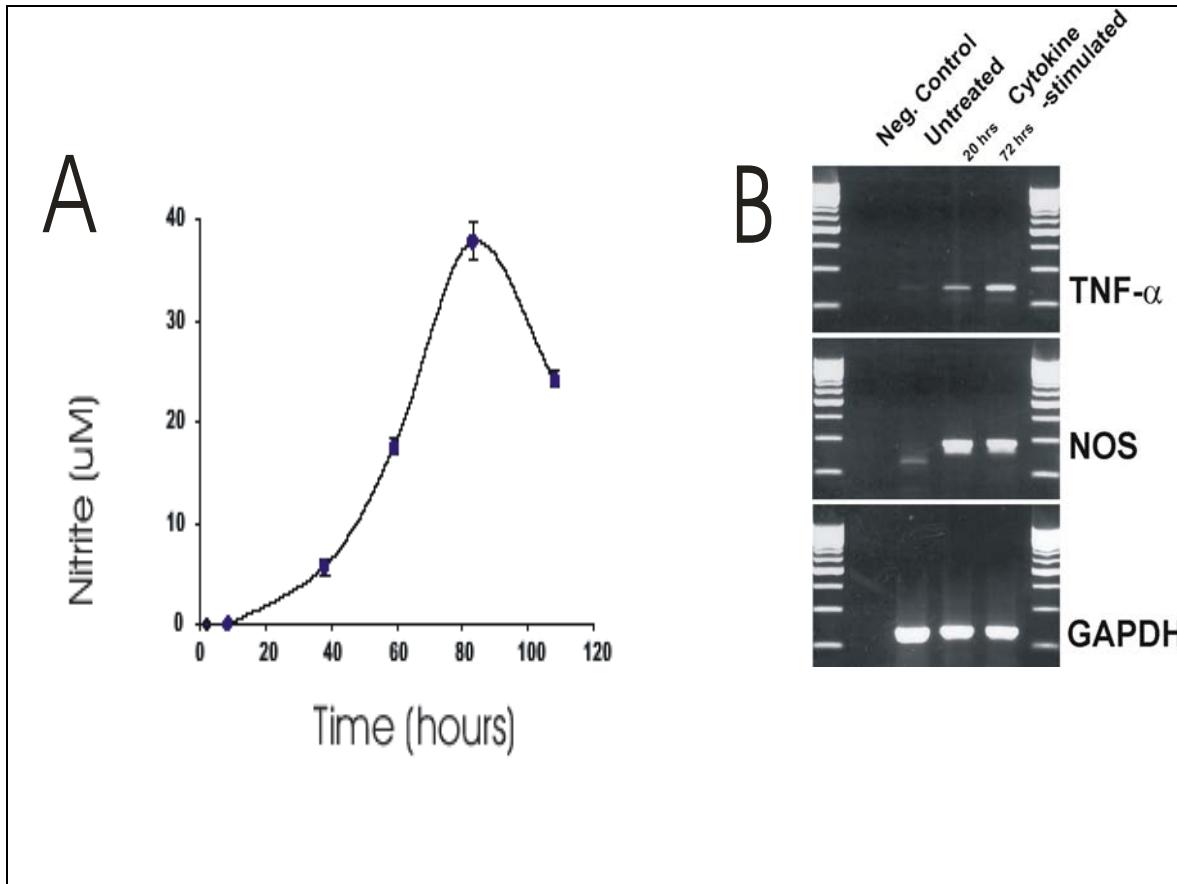 A
40
30
20
10
0
0 20 40 60 80 100 120
Nitrite (uM)
Time (hours)
B
Neg. Control
Untreated
20 hrs
72 hrs
Cytokine
-stimulated
TNF-α
NOS
GAPDH